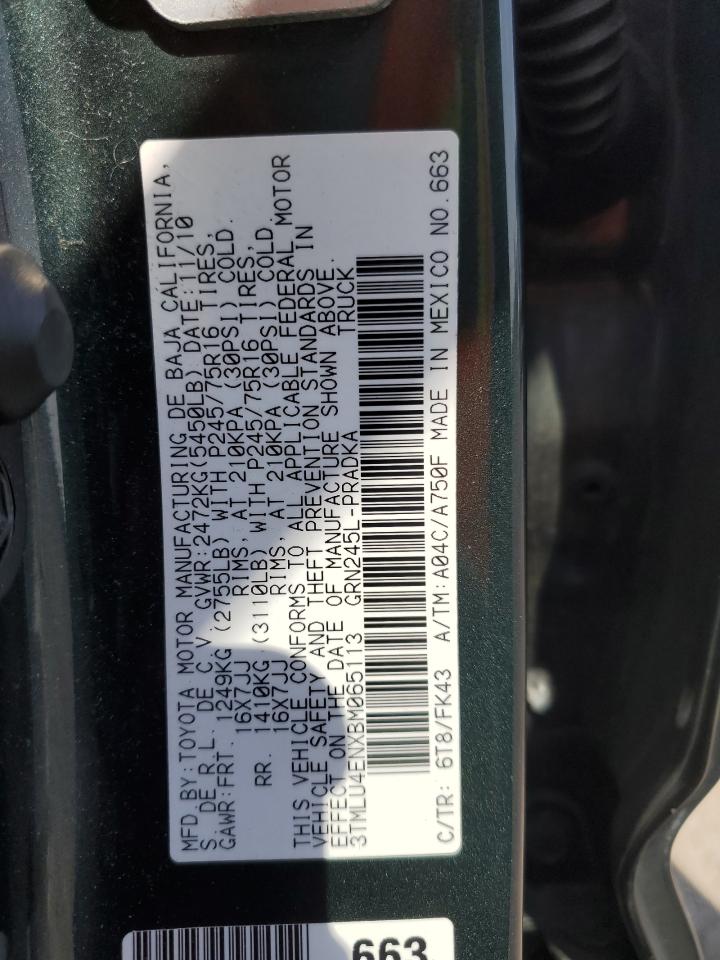 MFD BY: TOYOTA MOTOR MANUFACTURING DE BAJA CALIFORNIA,
S. DE R.L. DE C.V. GVWR:2472KG(5450LB) DATE:11/10
GAWR:FRT. 1249KG (2755LB) WITH P245/75R16 TIRES,
16X7JJ RIMS, AT 210KPA (30PSI) COLD.
RR. 1410KG (3110LB) WITH P245/75R16 TIRES,
16X7JJ RIMS, AT 210KPA (30PSI) COLD.
THIS VEHICLE CONFORMS TO ALL APPLICABLE FEDERAL MOTOR
VEHICLE SAFETY AND THEFT PREVENTION STANDARDS IN
EFFECT ON THE DATE OF MANUFACTURE SHOWN ABOVE.
3TMLU4ENXBM065113 GRN245L-PRADKA TRUCK
C/TR: 6T8/FK43 A/TM:A04C/A750F MADE IN MEXICO NO.663
663